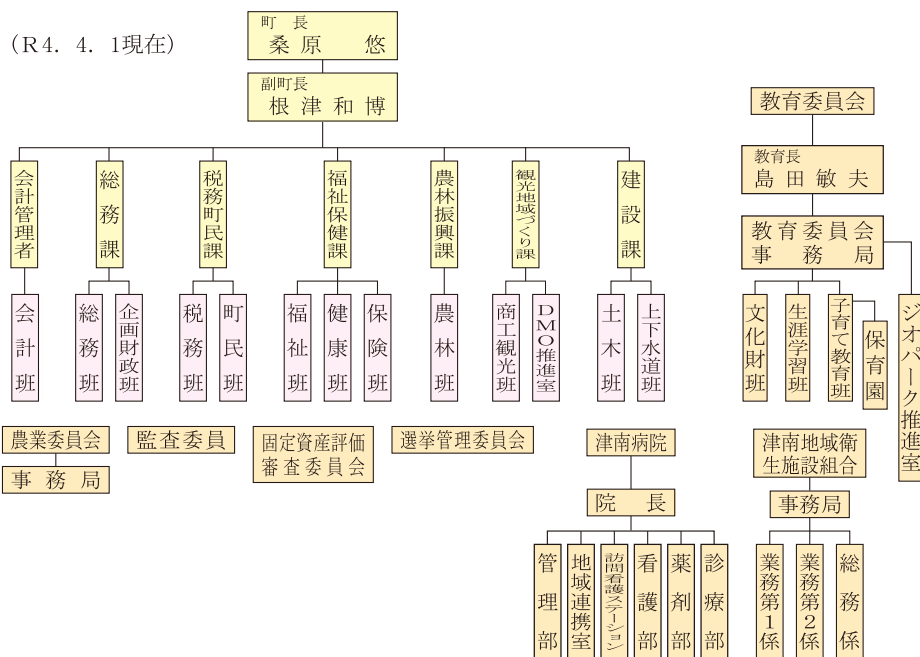 (R4. 4. 1現在)
町 長
桑 原 悠
副町長
根 津 和 博
会計管理者
総務課
税務町民課
福祉保健課
農林振興課
観光地域づくり課
建設課
会計班
総務班
企画財政班
税務班
町民班
福祉班
健康班
保険班
農林班
商工観光班
DMO推進室
土木班
上下水道班
教育委員会
教育長
島 田 敏 夫
教育委員会
事 務 局
文化財班
生涯学習班
子育て教育班
保育園
ジオパーク推進室
農業委員会
事 務 局
監査委員
固定資産評価
審査委員会
選挙管理委員会
津南病院
院 長
管理部
地域連携室
訪問看護ステーション
看護部
薬剤部
診療部
津南地域衛
生施設組合
事務局
業務第1係
業務第2係
総務係